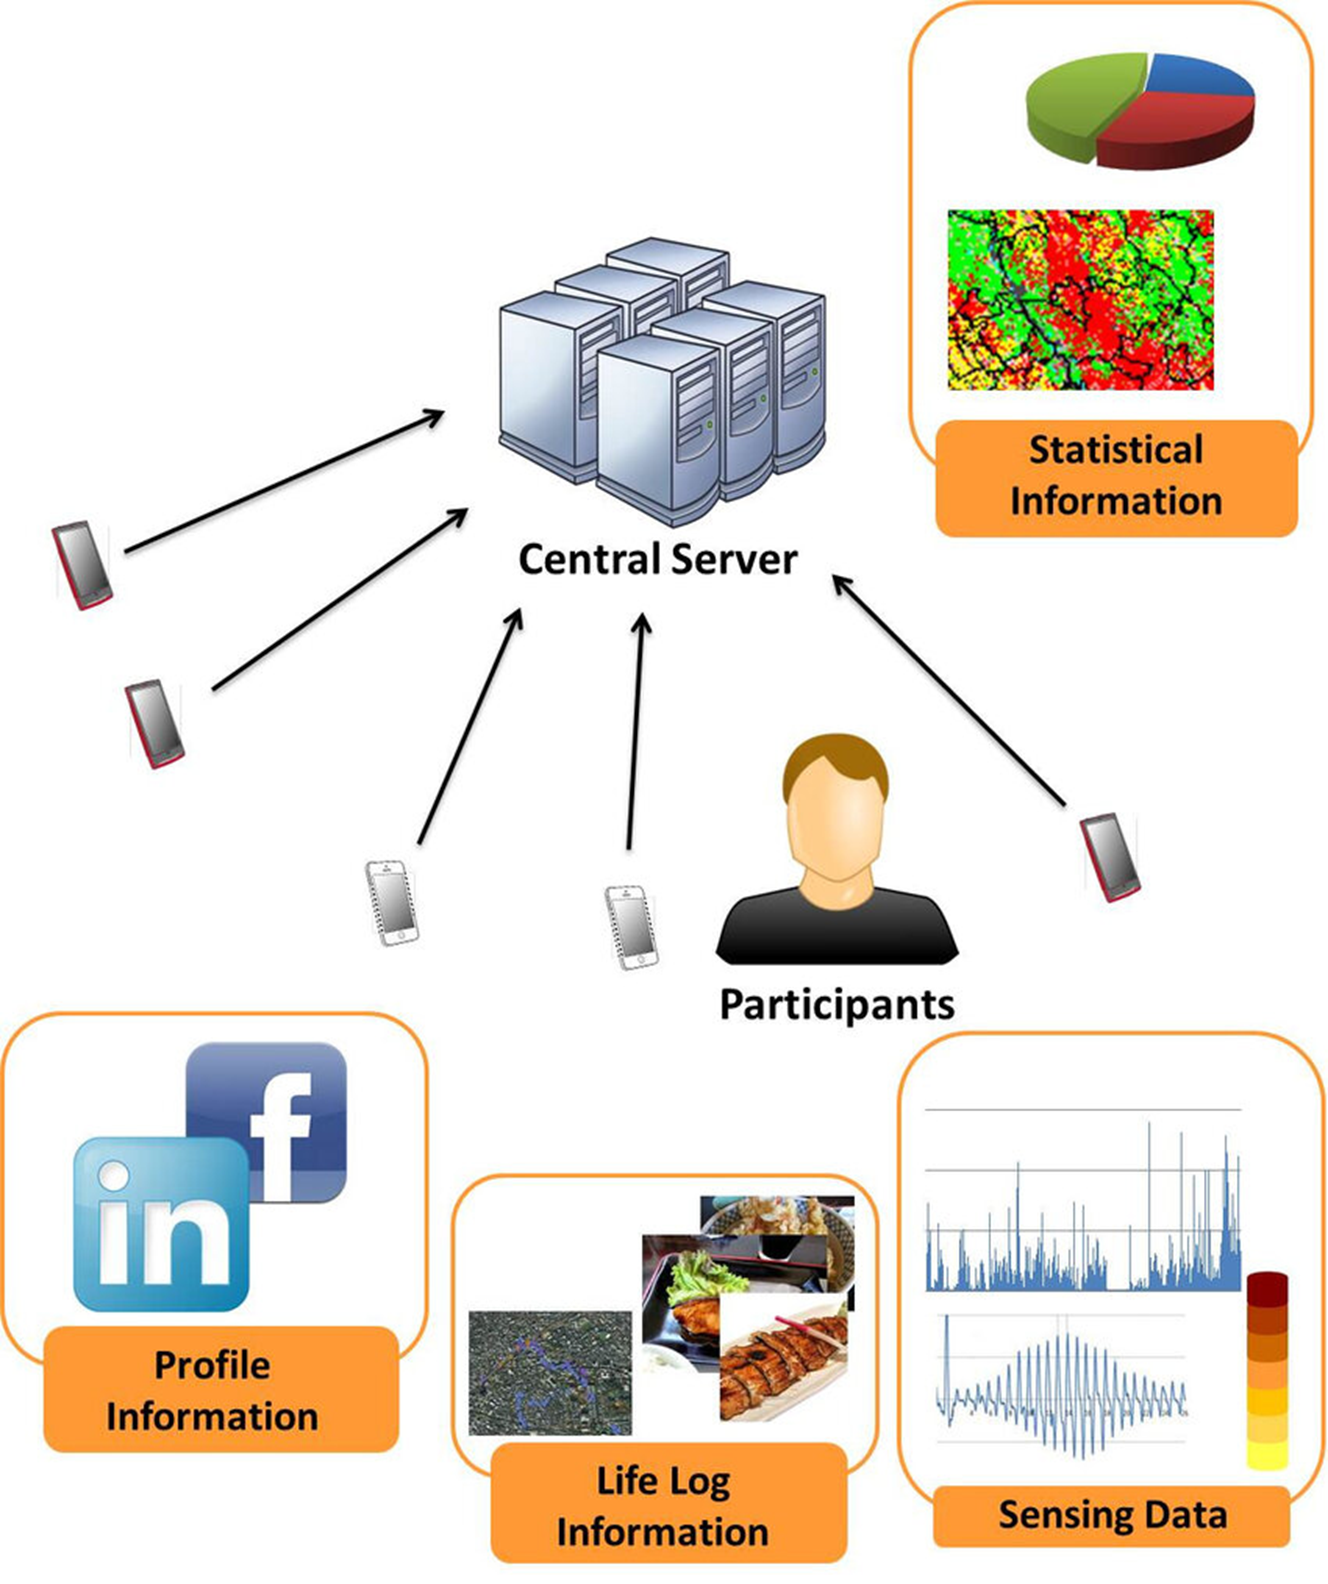 Statistical
Information
Central Server
Participants
f
in
Profile
Information
Life Log
Information
Sensing Data